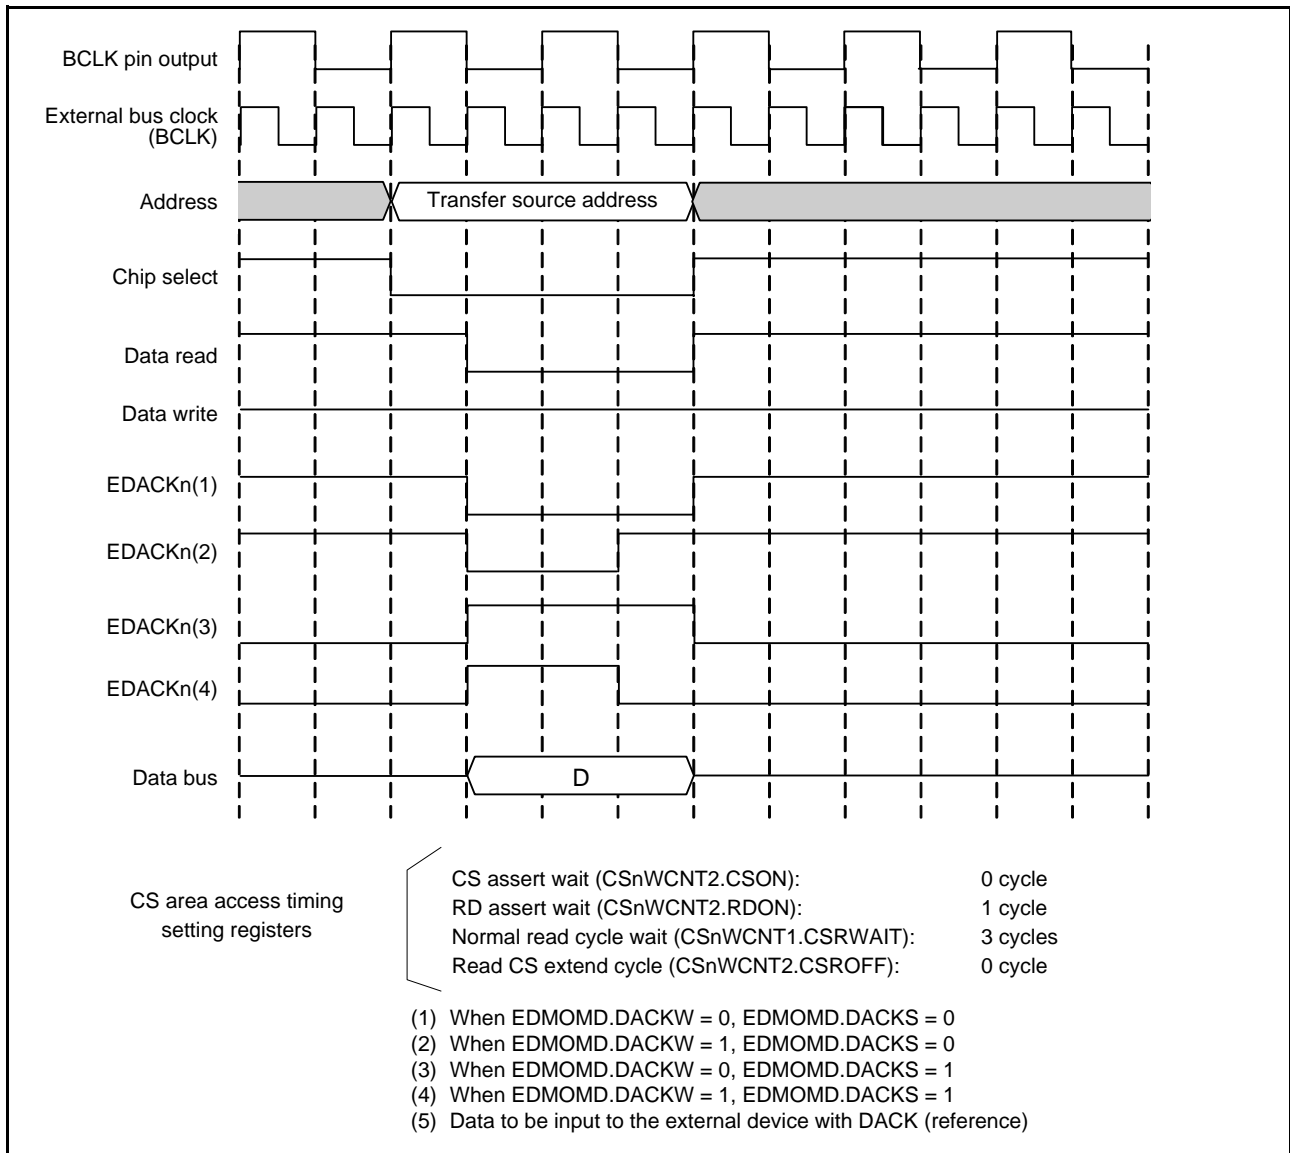 BCLK pin output
External bus clock
(BCLK)
Address
Transfer source address
Chip select
Data read
Data write
EDACKn(1)
EDACKn(2)
EDACKn(3)
EDACKn(4)
Data bus
D
CS area access timing
setting registers
CS assert wait (CSnWCNT2.CSON): 0 cycle
RD assert wait (CSnWCNT2.RDON): 1 cycle
Normal read cycle wait (CSnWCNT1.CSRWAIT): 3 cycles
Read CS extend cycle (CSnWCNT2.CSROFF): 0 cycle
(1) When EDMOMD.DACKW = 0, EDMOMD.DACKS = 0
(2) When EDMOMD.DACKW = 1, EDMOMD.DACKS = 0
(3) When EDMOMD.DACKW = 0, EDMOMD.DACKS = 1
(4) When EDMOMD.DACKW = 1, EDMOMD.DACKS = 1
(5) Data to be input to the external device with DACK (reference)